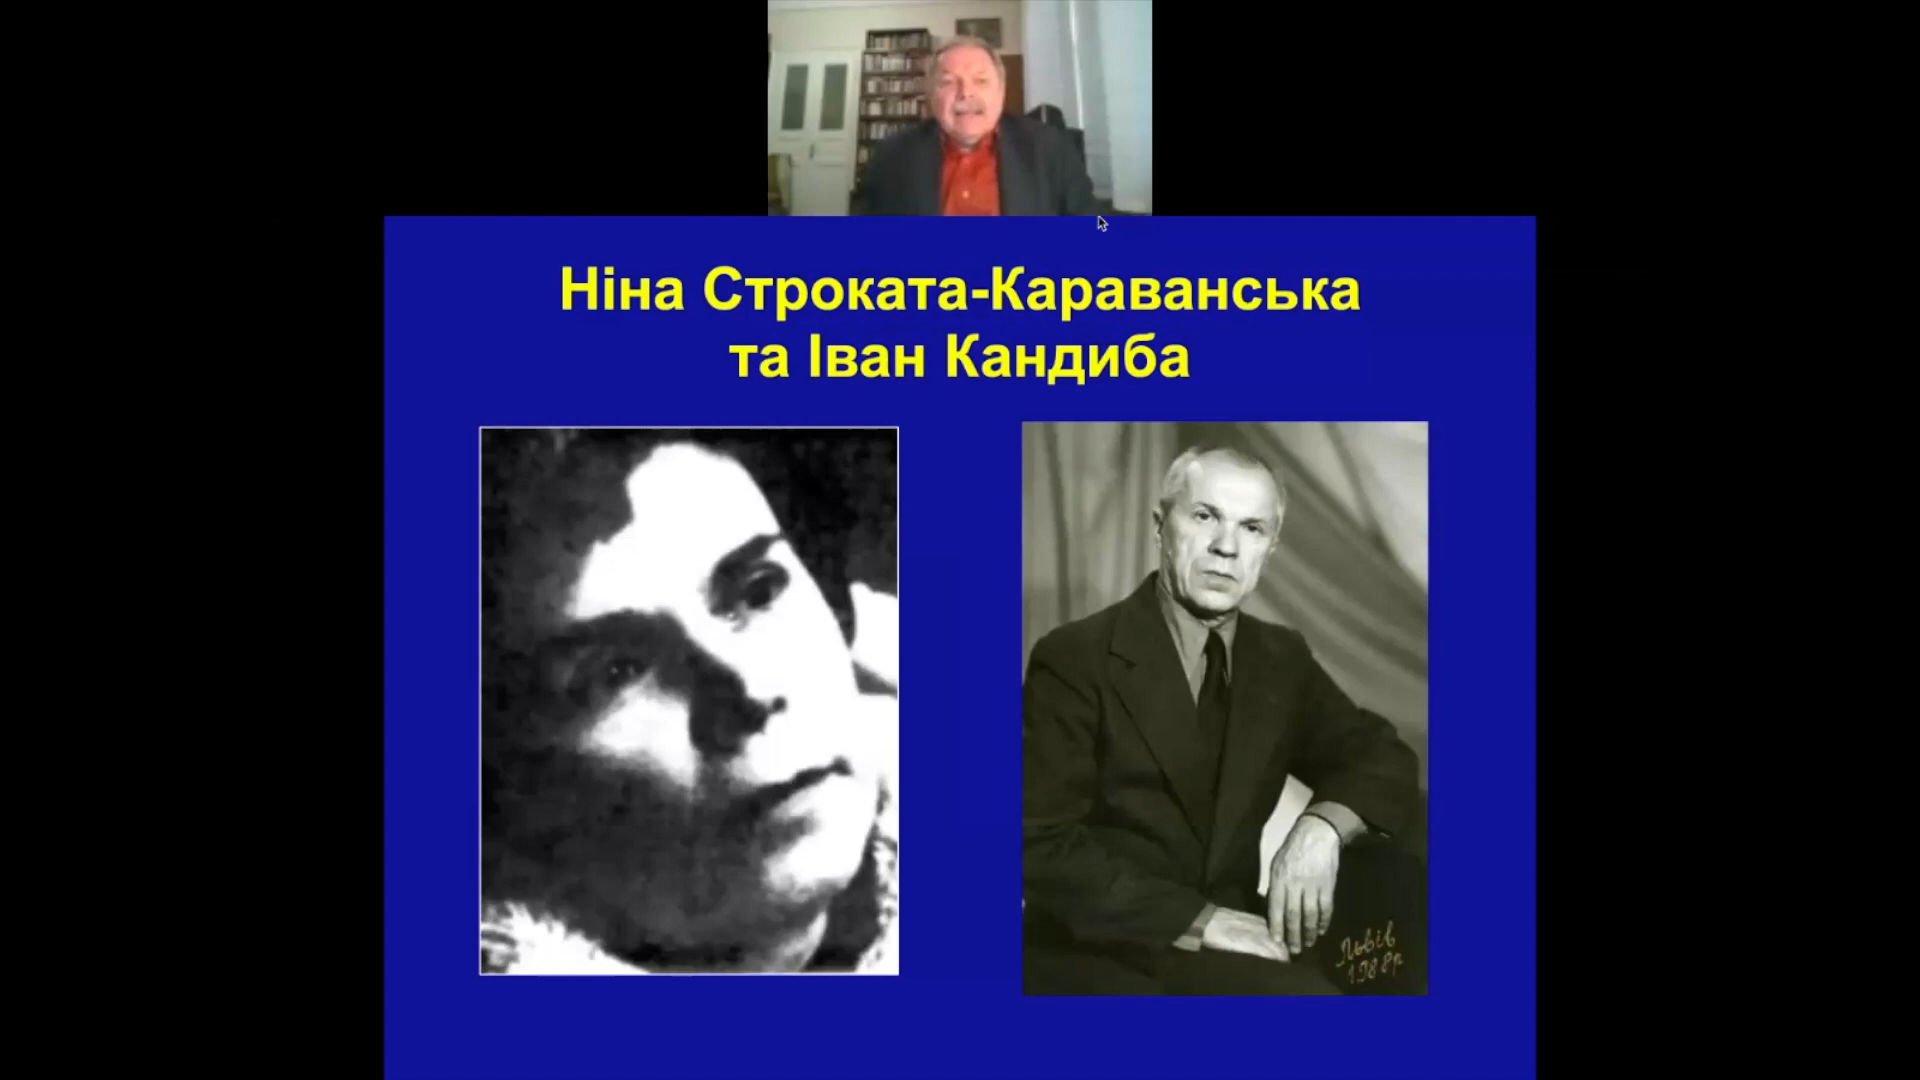 Ніна Строката-Караванська
та Іван Кандиба
Львів
1988р